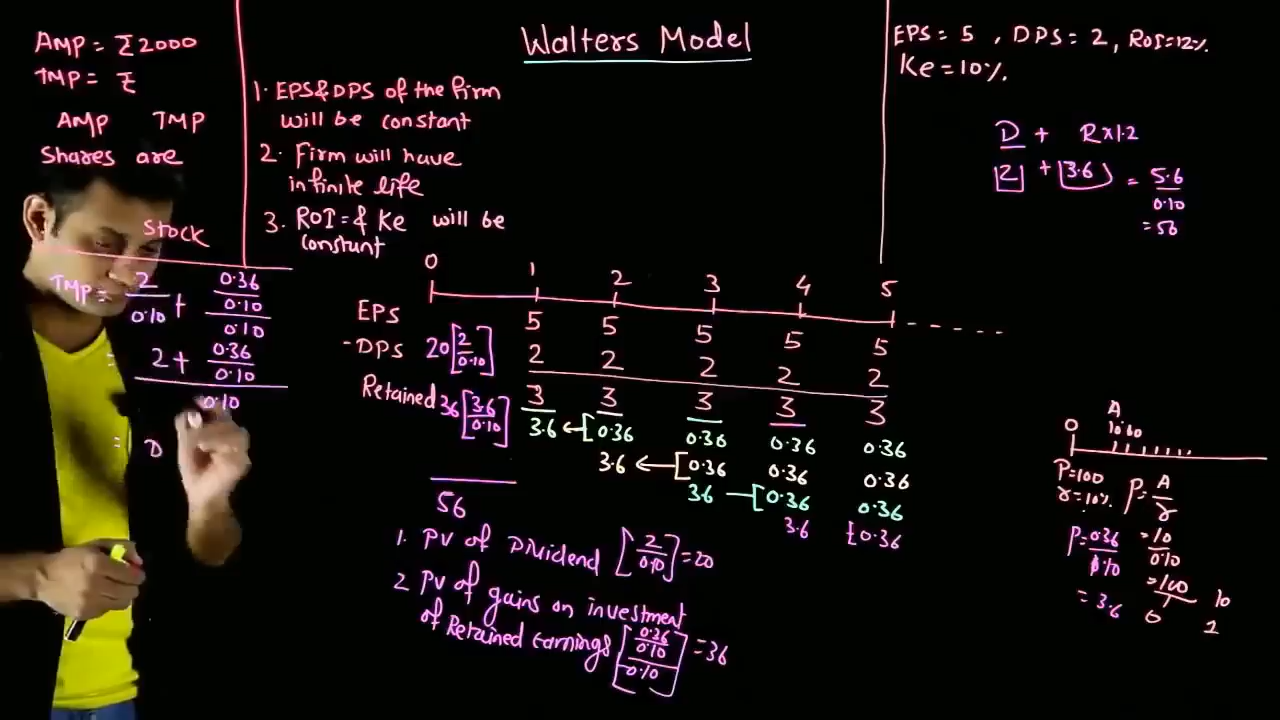 Walters Model
AMP = ₹2000
TMP = ₹
AMP TMP
Shares are
Stock
TMP = 2/0.10 + 0.36/0.10/0.10
= 2 + 0.36/0.10
0.10
= D
1. EPS & DPS of the firm
will be constant
2. Firm will have
infinite life
3. ROI = & Ke will be
constant
0 1 2 3 4 5 ------
EPS 5 5 5 5 5
-DPS 20 [2/0.10] 2 2 2 2 2
Retained 36 [3.6/0.10] 3 3 3 3 3
3.6 ← [0.36 0.36 0.36 0.36
3.6 ← [0.36 0.36 0.36
36 — [0.36 0.36
3.6 [0.36
56
1. PV of Dividend [2/0.10] = 20
2 PV of gains on investment
of Retained Earnings [0.36/0.10/0.10] = 36
EPS = 5 , DPS = 2, ROI = 12%
Ke = 10%
D + R×1.2
2 + 3.6 = 5.6/0.10
= 56
A
0 10 10
P=100
r=10%
P = A/r
= 10/0.10
= 100
P = 0.36/0.10
= 3.6
0
10
1